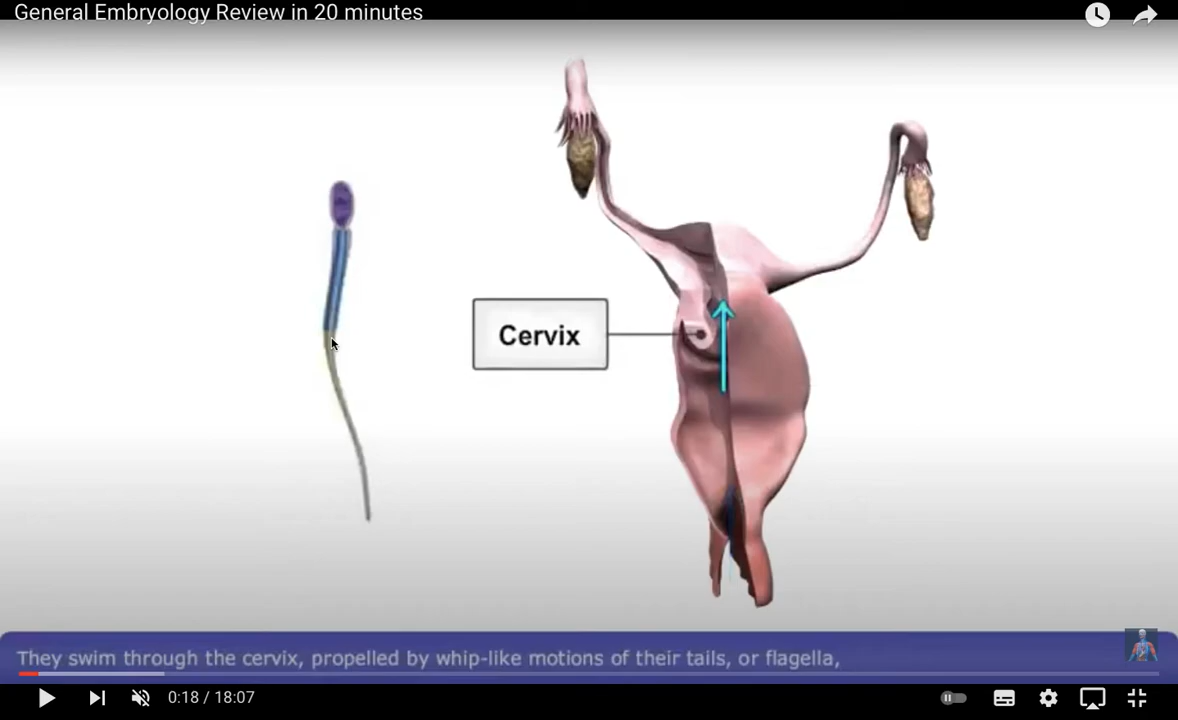 General Embryology Review in 20 minutes
Cervix
They swim through the cervix, propelled by whip-like motions of their tails, or flagella,
0:18 / 18:07